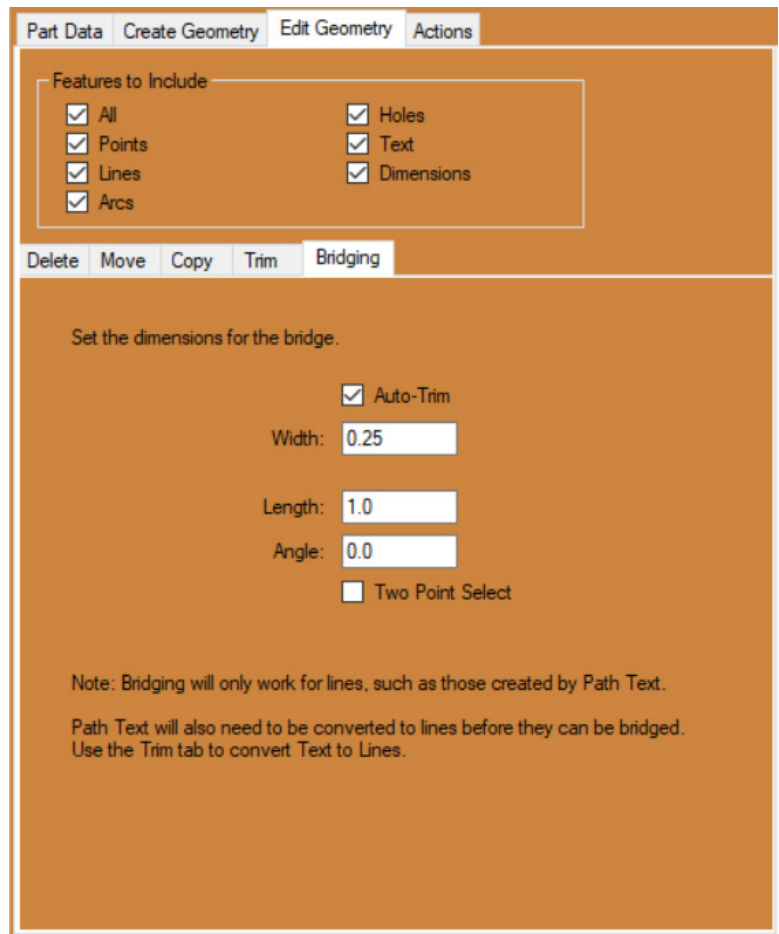 Part Data Create Geometry Edit Geometry Actions
Features to Include
All Holes
Points Text
Lines Dimensions
Arcs
Delete Move Copy Trim Bridging
Set the dimensions for the bridge.
Auto-Trim
Width: 0.25
Length: 1.0
Angle: 0.0
Two Point Select
Note: Bridging will only work for lines, such as those created by Path Text.
Path Text will also need to be converted to lines before they can be bridged.
Use the Trim tab to convert Text to Lines.